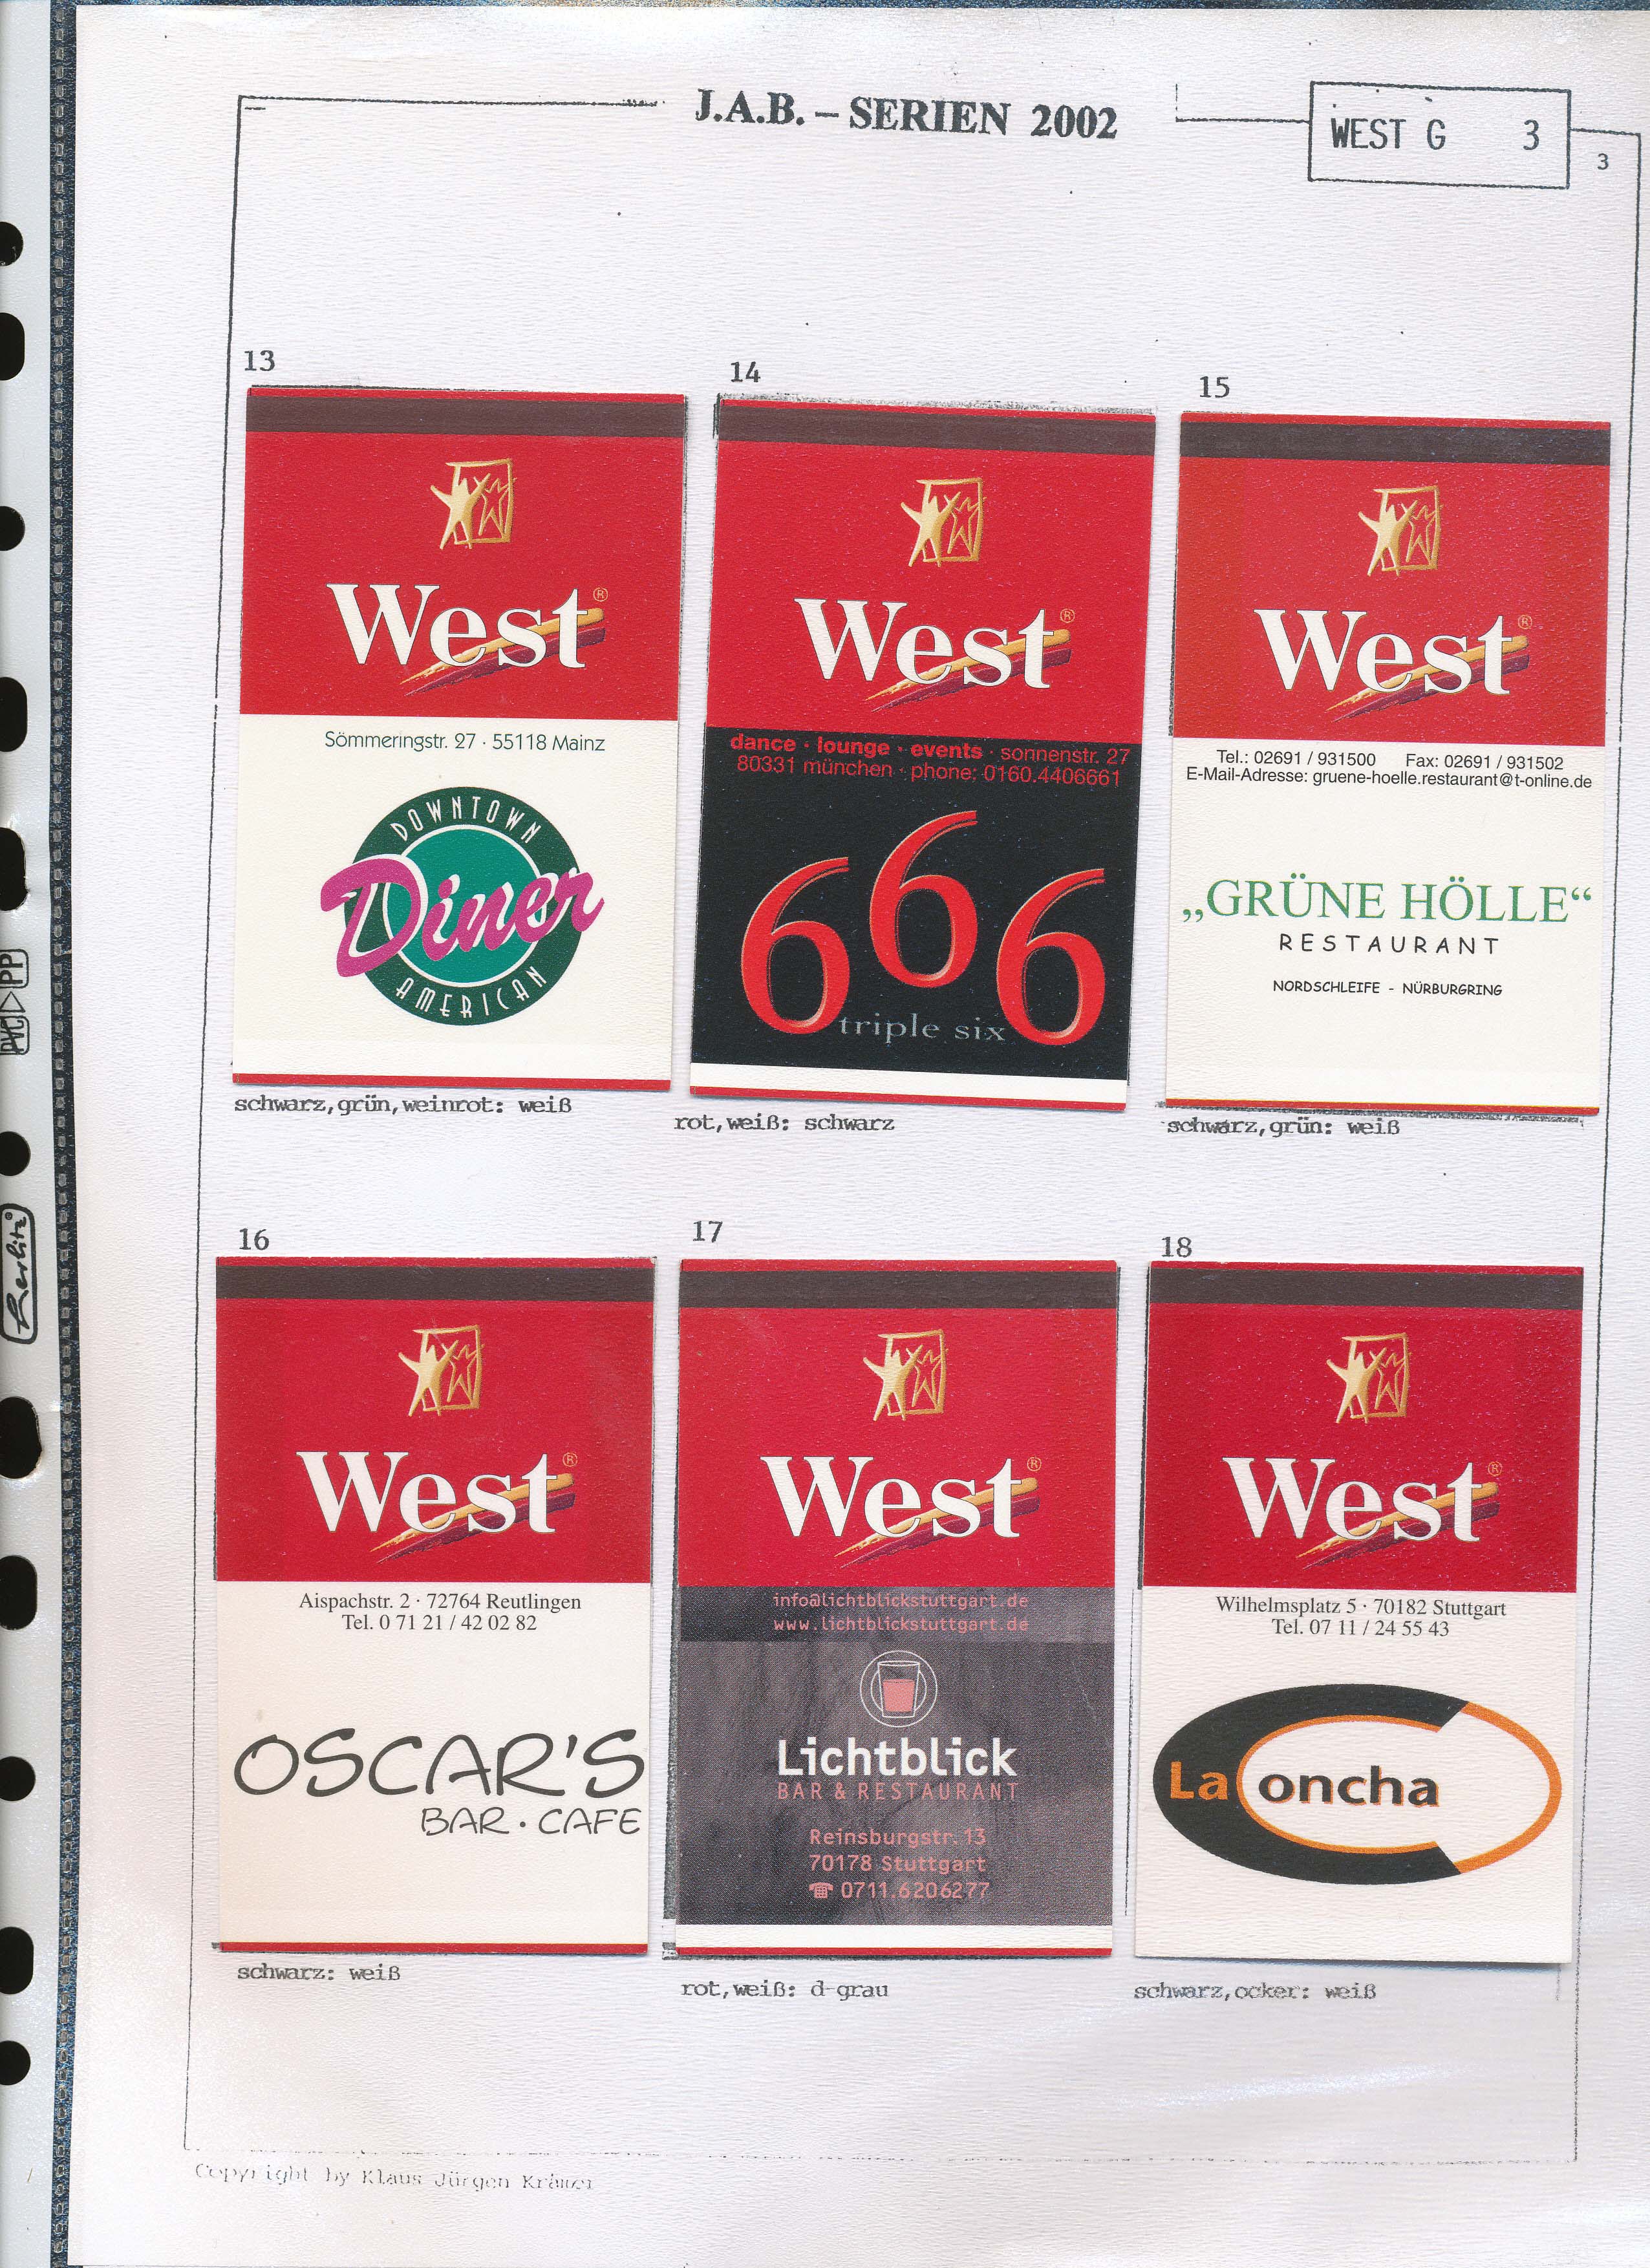 J.A.B. – SERIEN 2002
WEST G 3
3
13
West®
Sömmeringstr. 27 · 55118 Mainz
DOWNTOWN
Diner
AMERICAN
schwarz,grün,weinrot: weiß
14
West®
dance · lounge · events · sonnenstr. 27
80331 münchen · phone: 0160.4406661
666
triple six
rot,weiß: schwarz
15
West®
Tel.: 02691 / 931500 Fax: 02691 / 931502
E-Mail-Adresse: gruene-hoelle.restaurant@t-online.de
„GRÜNE HÖLLE“
RESTAURANT
NORDSCHLEIFE - NÜRBURGRING
schwarz,grün: weiß
16
West®
Aispachstr. 2 · 72764 Reutlingen
Tel. 0 71 21 / 42 02 82
OSCAR'S
BAR · CAFE
schwarz: weiß
17
West®
info@lichtblickstuttgart.de
www.lichtblickstuttgart.de
Lichtblick
BAR & RESTAURANT
Reinsburgstr. 13
70178 Stuttgart
☎ 0711.6206277
rot,weiß: d-grau
18
West®
Wilhelmsplatz 5 · 70182 Stuttgart
Tel. 07 11 / 24 55 43
La Concha
schwarz,ocker: weiß
Copyright by Klaus Jürgen Krämer
PVC PP
Herlitz